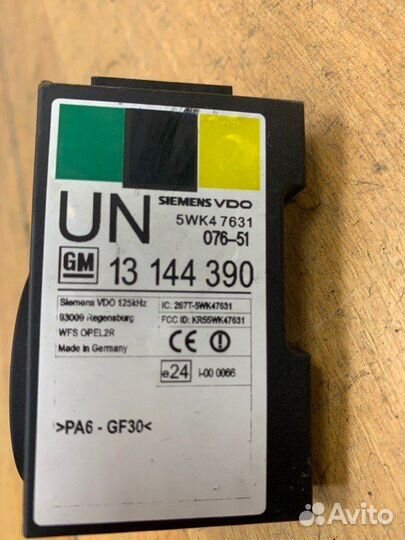 SIEMENS VDO
UN 5WK4 7631
076-51
GM 13 144 390
Siemens VDO 125kHz
93009 Regensburg
WFS OPEL2R
Made in Germany
IC: 267T-5WK47631
FCC ID: KR55WK47631
CE
e24 I-00 0066
>PA6 - GF30<
Avito